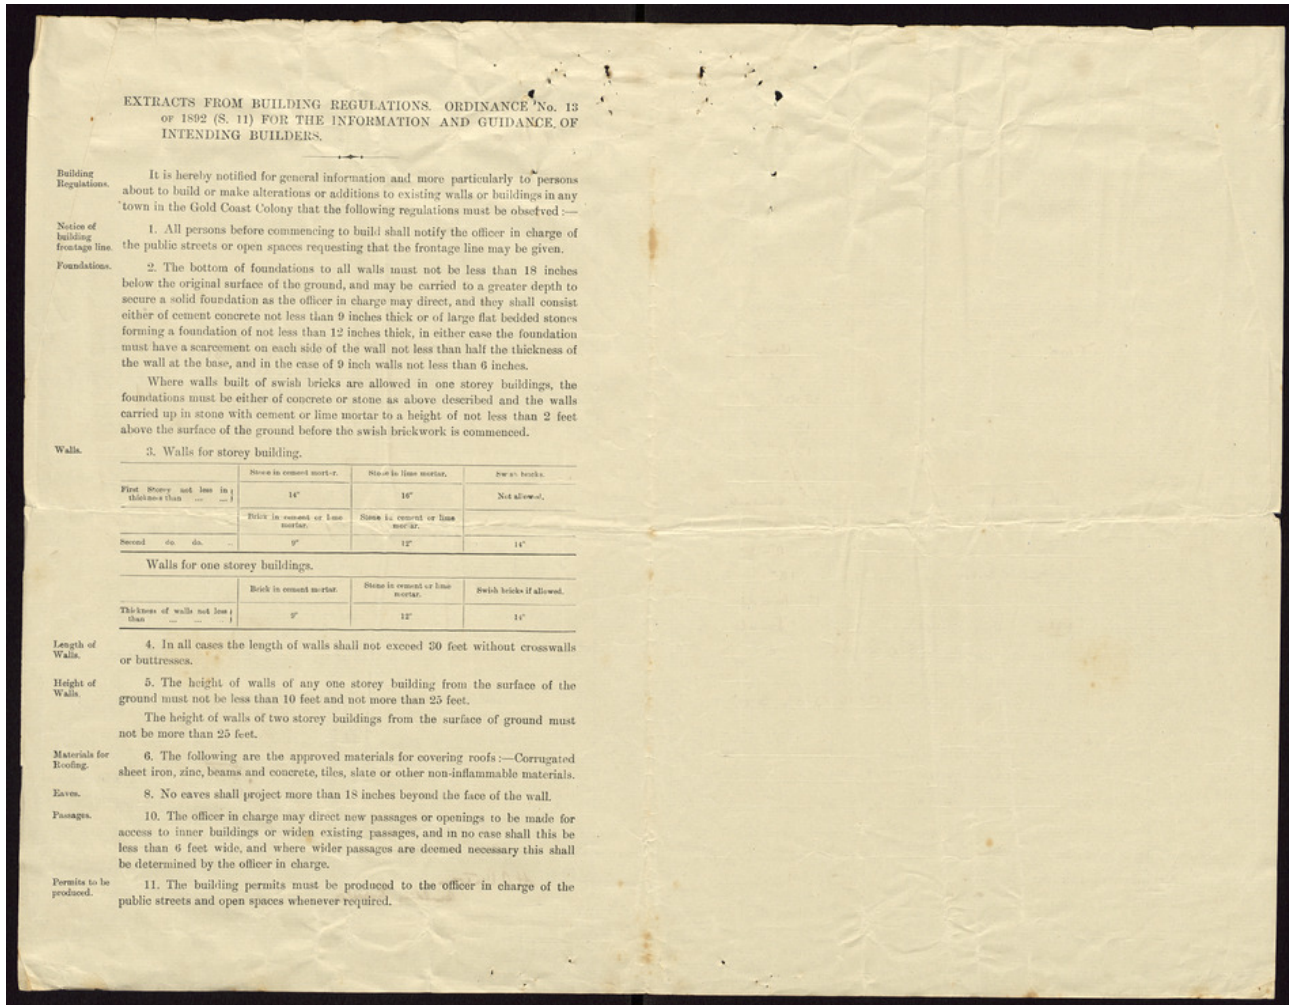 EXTRACTS FROM BUILDING REGULATIONS. ORDINANCE No. 13
OF 1892 (S. 11) FOR THE INFORMATION AND GUIDANCE OF
INTENDING BUILDERS.
Building
Regulations.
It is hereby notified for general information and more particularly to persons
about to build or make alterations or additions to existing walls or buildings in any
town in the Gold Coast Colony that the following regulations must be observed :—
Notice of
building
frontage line.
1. All persons before commencing to build shall notify the officer in charge of
the public streets or open spaces requesting that the frontage line may be given.
Foundations.
2. The bottom of foundations to all walls must not be less than 18 inches
below the original surface of the ground, and may be carried to a greater depth to
secure a solid foundation as the officer in charge may direct, and they shall consist
either of cement concrete not less than 9 inches thick or of large flat bedded stones
forming a foundation of not less than 12 inches thick, in either case the foundation
must have a scarcement on each side of the wall not less than half the thickness of
the wall at the base, and in the case of 9 inch walls not less than 6 inches.
Where walls built of swish bricks are allowed in one storey buildings, the
foundations must be either of concrete or stone as above described and the walls
carried up in stone with cement or lime mortar to a height of not less than 2 feet
above the surface of the ground before the swish brickwork is commenced.
Walls.
3. Walls for storey building.
Stone in cement mortar. Stone in lime mortar. Swish bricks.
First Storey not less in
thickness than ... ... 14" 16" Not allowed.
Brick in cement or lime
mortar. Stone in cement or lime
mortar.
Second do. do. .. 9" 12" 14"
Walls for one storey buildings.
Brick in cement mortar. Stone in cement or lime
mortar. Swish bricks if allowed.
Thickness of walls not less
than ... ... .. 9" 12" 14"
Length of
Walls.
4. In all cases the length of walls shall not exceed 30 feet without crosswalls
or buttresses.
Height of
Walls.
5. The height of walls of any one storey building from the surface of the
ground must not be less than 10 feet and not more than 25 feet.
The height of walls of two storey buildings from the surface of ground must
not be more than 25 feet.
Materials for
Roofing.
6. The following are the approved materials for covering roofs :—Corrugated
sheet iron, zinc, beams and concrete, tiles, slate or other non-inflammable materials.
Eaves.
8. No eaves shall project more than 18 inches beyond the face of the wall.
Passages.
10. The officer in charge may direct new passages or openings to be made for
access to inner buildings or widen existing passages, and in no case shall this be
less than 6 feet wide, and where wider passages are deemed necessary this shall
be determined by the officer in charge.
Permits to be
produced.
11. The building permits must be produced to the officer in charge of the
public streets and open spaces whenever required.